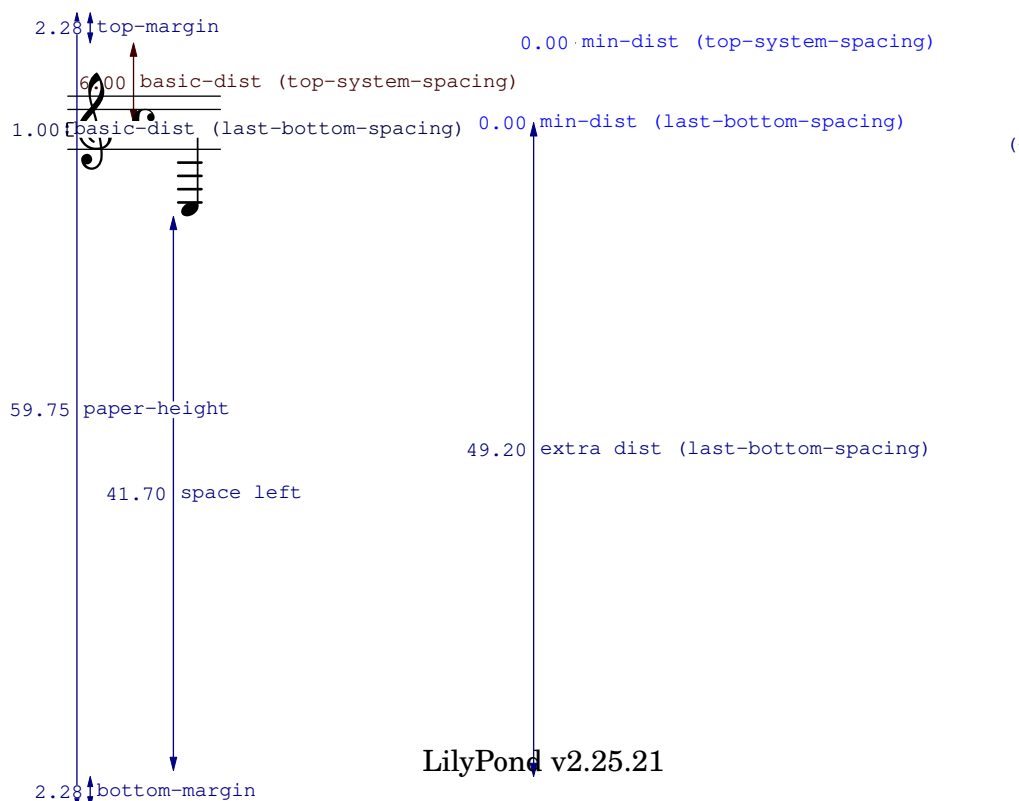 2.28 top-margin
0.00 min-dist (top-system-spacing)
6.00 basic-dist (top-system-spacing)
1.00 basic-dist (last-bottom-spacing)
0.00 min-dist (last-bottom-spacing)
(
59.75 paper-height
49.20 extra dist (last-bottom-spacing)
41.70 space left
LilyPond v2.25.21
2.28 bottom-margin